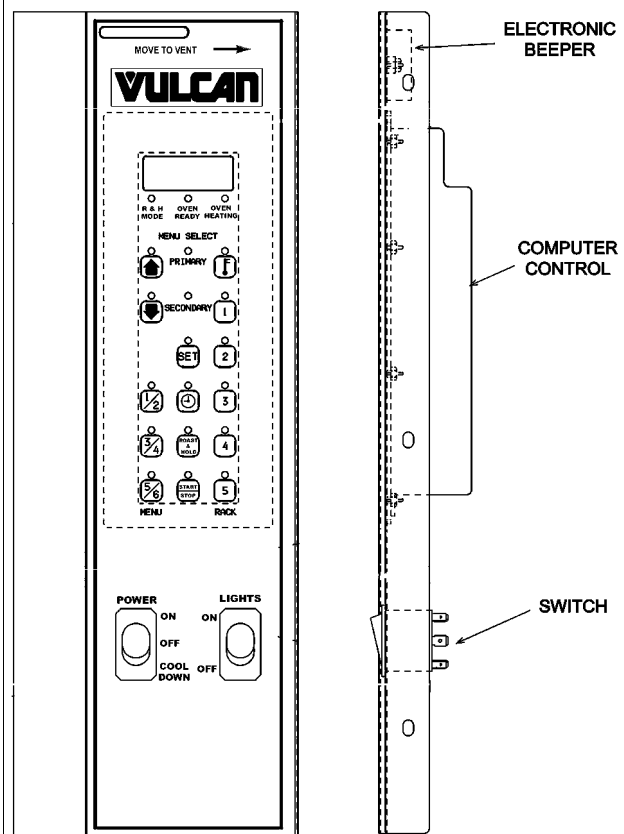 MOVE TO VENT
VULCAN
R & H MODE
OVEN READY
OVEN HEATING
MENU SELECT
PRIMARY
SECONDARY
1
SET
2
1/2
3
3/4
ROAST & HOLD
4
5/6
START STOP
5
MENU
RACK
POWER
ON
OFF
COOL DOWN
LIGHTS
ON
OFF
ELECTRONIC
BEEPER
COMPUTER
CONTROL
SWITCH